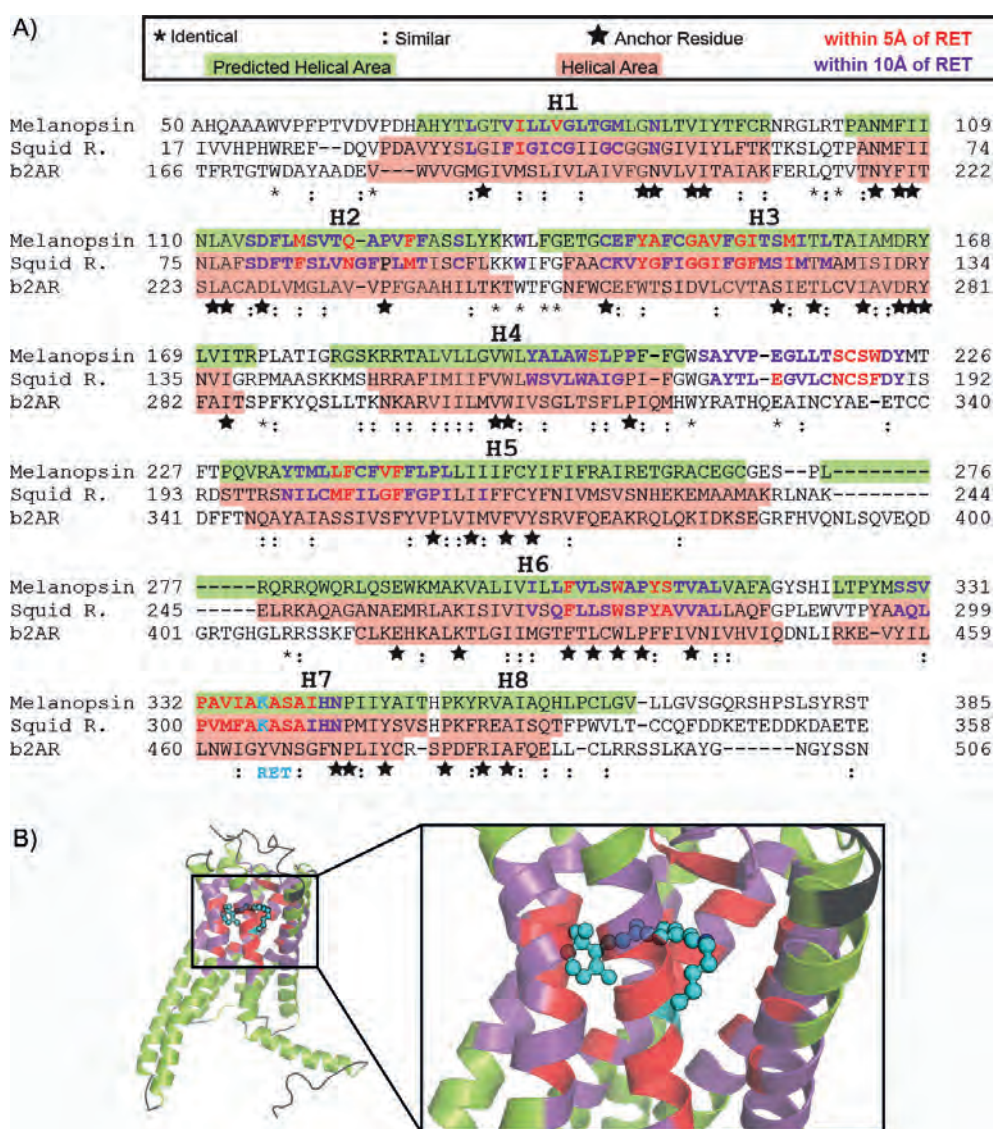 A)
* Identical : Similar ★ Anchor Residue within 5Å of RET
Predicted Helical Area Helical Area within 10Å of RET
H1
Melanopsin 50 AHQAAAWVPFPTVDVPDHAHYTLGTVILLVGLTGMLGNLTVIYTFCRNRGLRTPANMFII 109
Squid R. 17 IVVHPHWREF--DQVPDAVYYSLGIFIGICGIIGCGGNGIVIYLFTKTKSLQTPANMFII 74
b2AR 166 TFRTGTWDAYAADEV---WVVGMGIVMSLIVLAIVFGNVLVITAIAKFERLQTVTNYFIT 222
H2 H3
Melanopsin 110 NLAVSDFLMSVTQ-APVFFASSLYKKWLFGETGCEFYAFCGAVFGITSMITLTAIAMDRY 168
Squid R. 75 NLAFSDFTFSLVNGFPLMTISCFLKKWIFGFAACKVYGFIGGIFGFMSIMTMAMISIDRY 134
b2AR 223 SLACADLVMGLAV-VPFGAAHILTKTWTFGNFWCEFWTSIDVLCVTASIETLCVIAVDRY 281
H4
Melanopsin 169 LVITRPLATIGRGSKRRTALVLLGVWLYALAWSLPPF-FGWSAYVP-EGLLTSCSWDYMT 226
Squid R. 135 NVIGRPMAASKKMSHRRAFIMIIFVWLWSVLWAIGPI-FGWGAYTL-EGVLCNCSFDYIS 192
b2AR 282 FAITSPFKYQSLLTKNKARVIILMVWIVSGLTSFLPIQMHWYRATHQEAINCYAE-ETCC 340
H5
Melanopsin 227 FTPQVRAYTMLLFCFVFFLPLLIIIFCYIFIFRAIRETGRACEGCGES--PL-------- 276
Squid R. 193 RDSTTRSNILCMFILGFFGPILIIFFCYFNIVMSVSNHEKEMAAMAKRLNAK-------- 244
b2AR 341 DFFTNQAYAIASSIVSFYVPLVIMVFVYSRVFQEAKRQLQKIDKSEGRFHVQNLSQVEQD 400
H6
Melanopsin 277 -----RQRRQWQRLQSEWKMAKVALIVILLFVLSWAPYSTVALVAFAGYSHILTPYMSSV 331
Squid R. 245 -----ELRKAQAGANAEMRLAKISIVIVSQFLLSWSPYAVVALLAQFGPLEWVTPYAAQL 299
b2AR 401 GRTGHGLRRSSKFCLKEHKALKTLGIIMGTFTLCWLPFFIVNIVHVIQDNLIRKE-VYIL 459
H7 H8
Melanopsin 332 PAVIAKASAIHNPIIYAITHPKYRVAIAQHLPCLGV-LLGVSGQRSHPSLSYRST 385
Squid R. 300 PVMFAKASAIHNPMIYSVSHPKFREAISQTFPWVLT-CCQFDDKETEDDKDAETE 358
b2AR 460 LNWIGYVNSGFNPLIYCR-SPDFRIAFQELL-CLRRSSLKAYG------NGYSSN 506
RET
B)